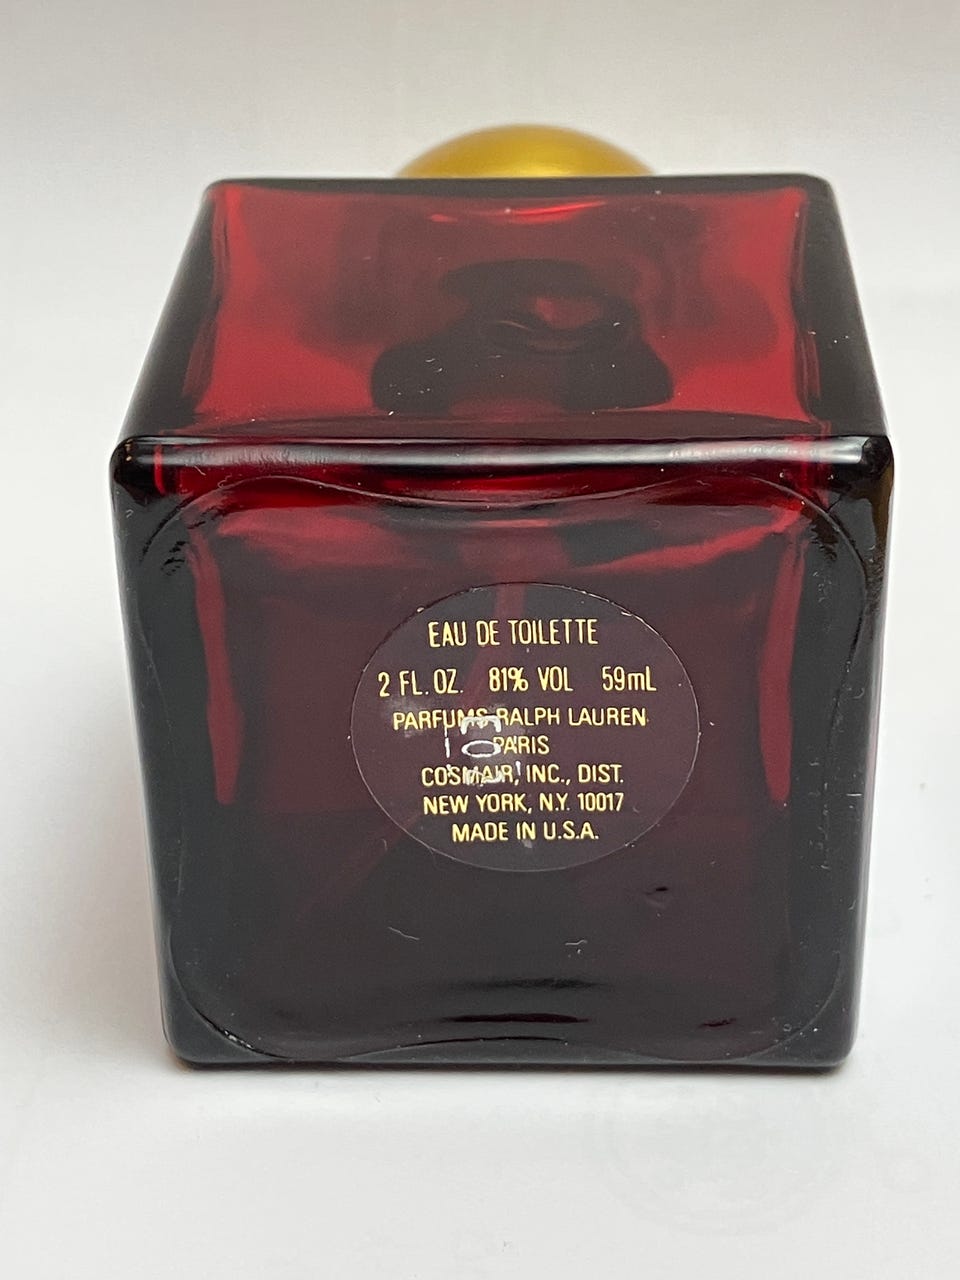 EAU DE TOILETTE
2 FL. OZ. 81% VOL 59mL
PARFUMS RALPH LAUREN
PARIS
COSMAIR, INC., DIST.
NEW YORK, N.Y. 10017
MADE IN U.S.A.